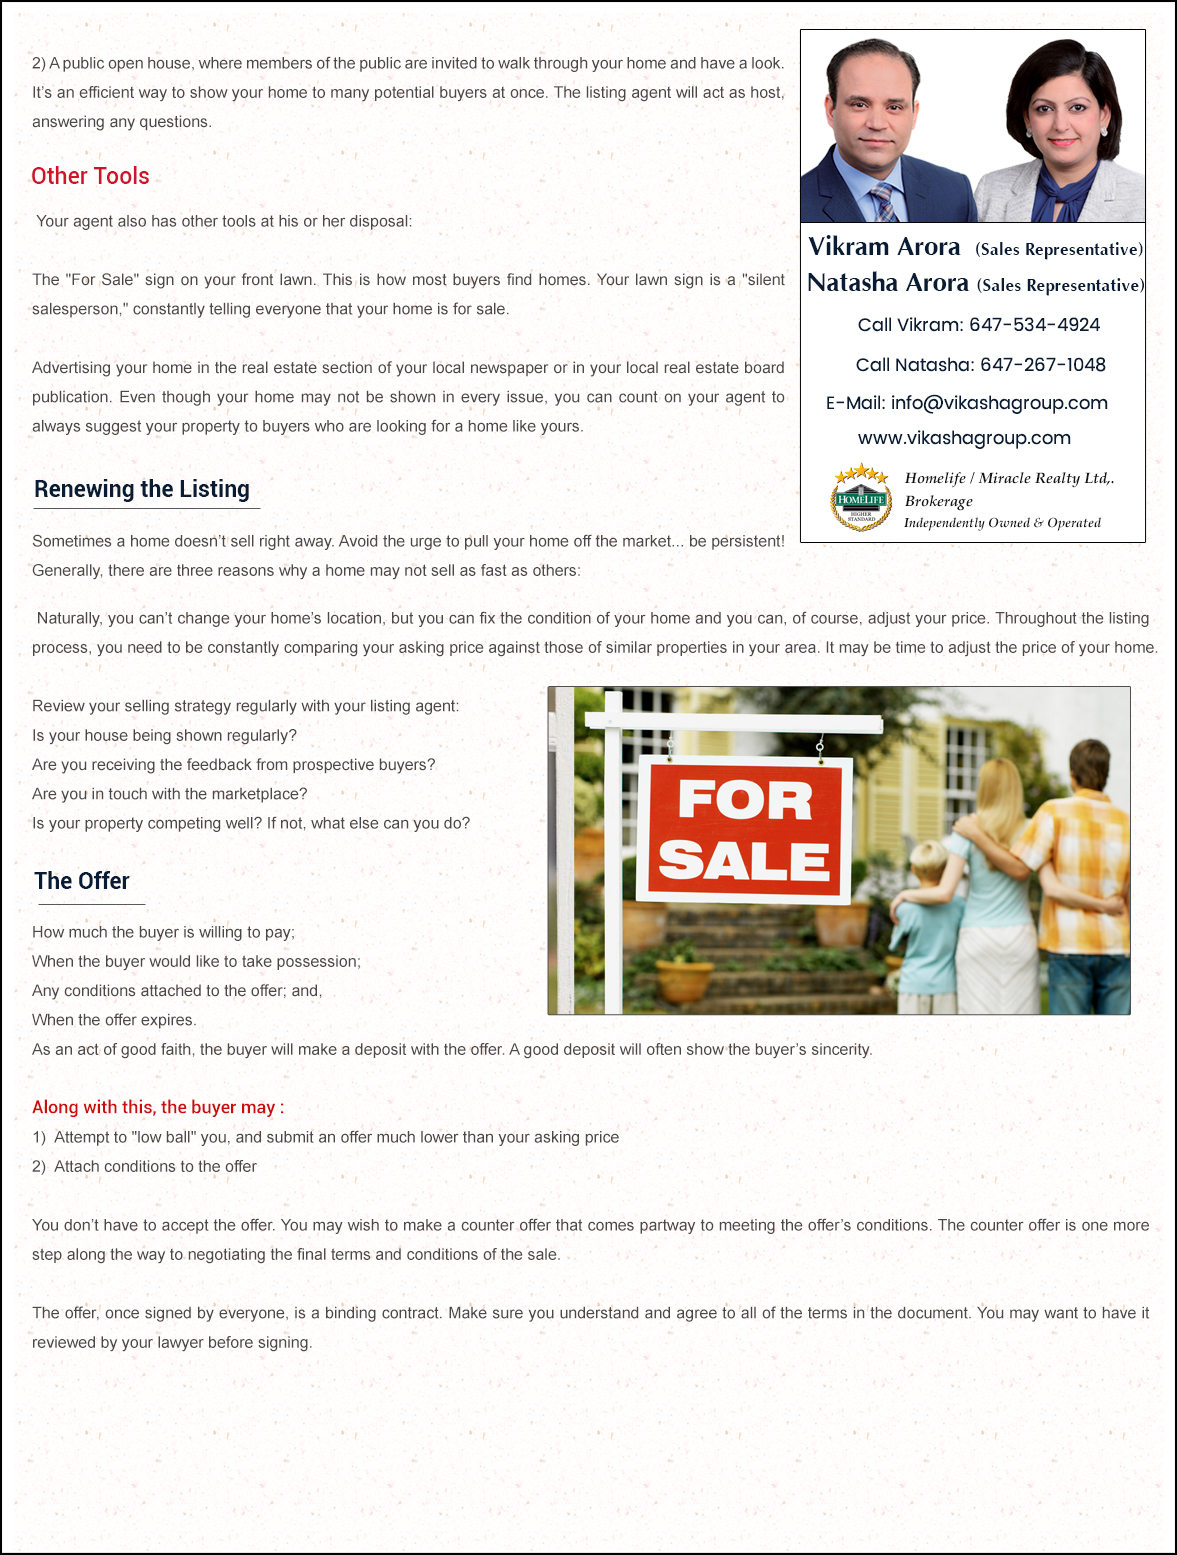 2) A public open house, where members of the public are invited to walk through your home and have a look.
It’s an efficient way to show your home to many potential buyers at once. The listing agent will act as host,
answering any questions.
Other Tools
Your agent also has other tools at his or her disposal:
The "For Sale" sign on your front lawn. This is how most buyers find homes. Your lawn sign is a "silent
salesperson," constantly telling everyone that your home is for sale.
Advertising your home in the real estate section of your local newspaper or in your local real estate board
publication. Even though your home may not be shown in every issue, you can count on your agent to
always suggest your property to buyers who are looking for a home like yours.
Vikram Arora (Sales Representative)
Natasha Arora (Sales Representative)
Call Vikram: 647-534-4924
Call Natasha: 647-267-1048
E-Mail: info@vikashagroup.com
www.vikashagroup.com
HOMELIFE
HIGHER
STANDARD
Homelife / Miracle Realty Ltd,.
Brokerage
Independently Owned & Operated
Renewing the Listing
Sometimes a home doesn’t sell right away. Avoid the urge to pull your home off the market... be persistent!
Generally, there are three reasons why a home may not sell as fast as others:
Naturally, you can’t change your home’s location, but you can fix the condition of your home and you can, of course, adjust your price. Throughout the listing
process, you need to be constantly comparing your asking price against those of similar properties in your area. It may be time to adjust the price of your home.
Review your selling strategy regularly with your listing agent:
Is your house being shown regularly?
Are you receiving the feedback from prospective buyers?
Are you in touch with the marketplace?
Is your property competing well? If not, what else can you do?
FOR
SALE
The Offer
How much the buyer is willing to pay;
When the buyer would like to take possession;
Any conditions attached to the offer; and,
When the offer expires.
As an act of good faith, the buyer will make a deposit with the offer. A good deposit will often show the buyer’s sincerity.
Along with this, the buyer may :
1) Attempt to "low ball" you, and submit an offer much lower than your asking price
2) Attach conditions to the offer
You don’t have to accept the offer. You may wish to make a counter offer that comes partway to meeting the offer’s conditions. The counter offer is one more
step along the way to negotiating the final terms and conditions of the sale.
The offer, once signed by everyone, is a binding contract. Make sure you understand and agree to all of the terms in the document. You may want to have it
reviewed by your lawyer before signing.